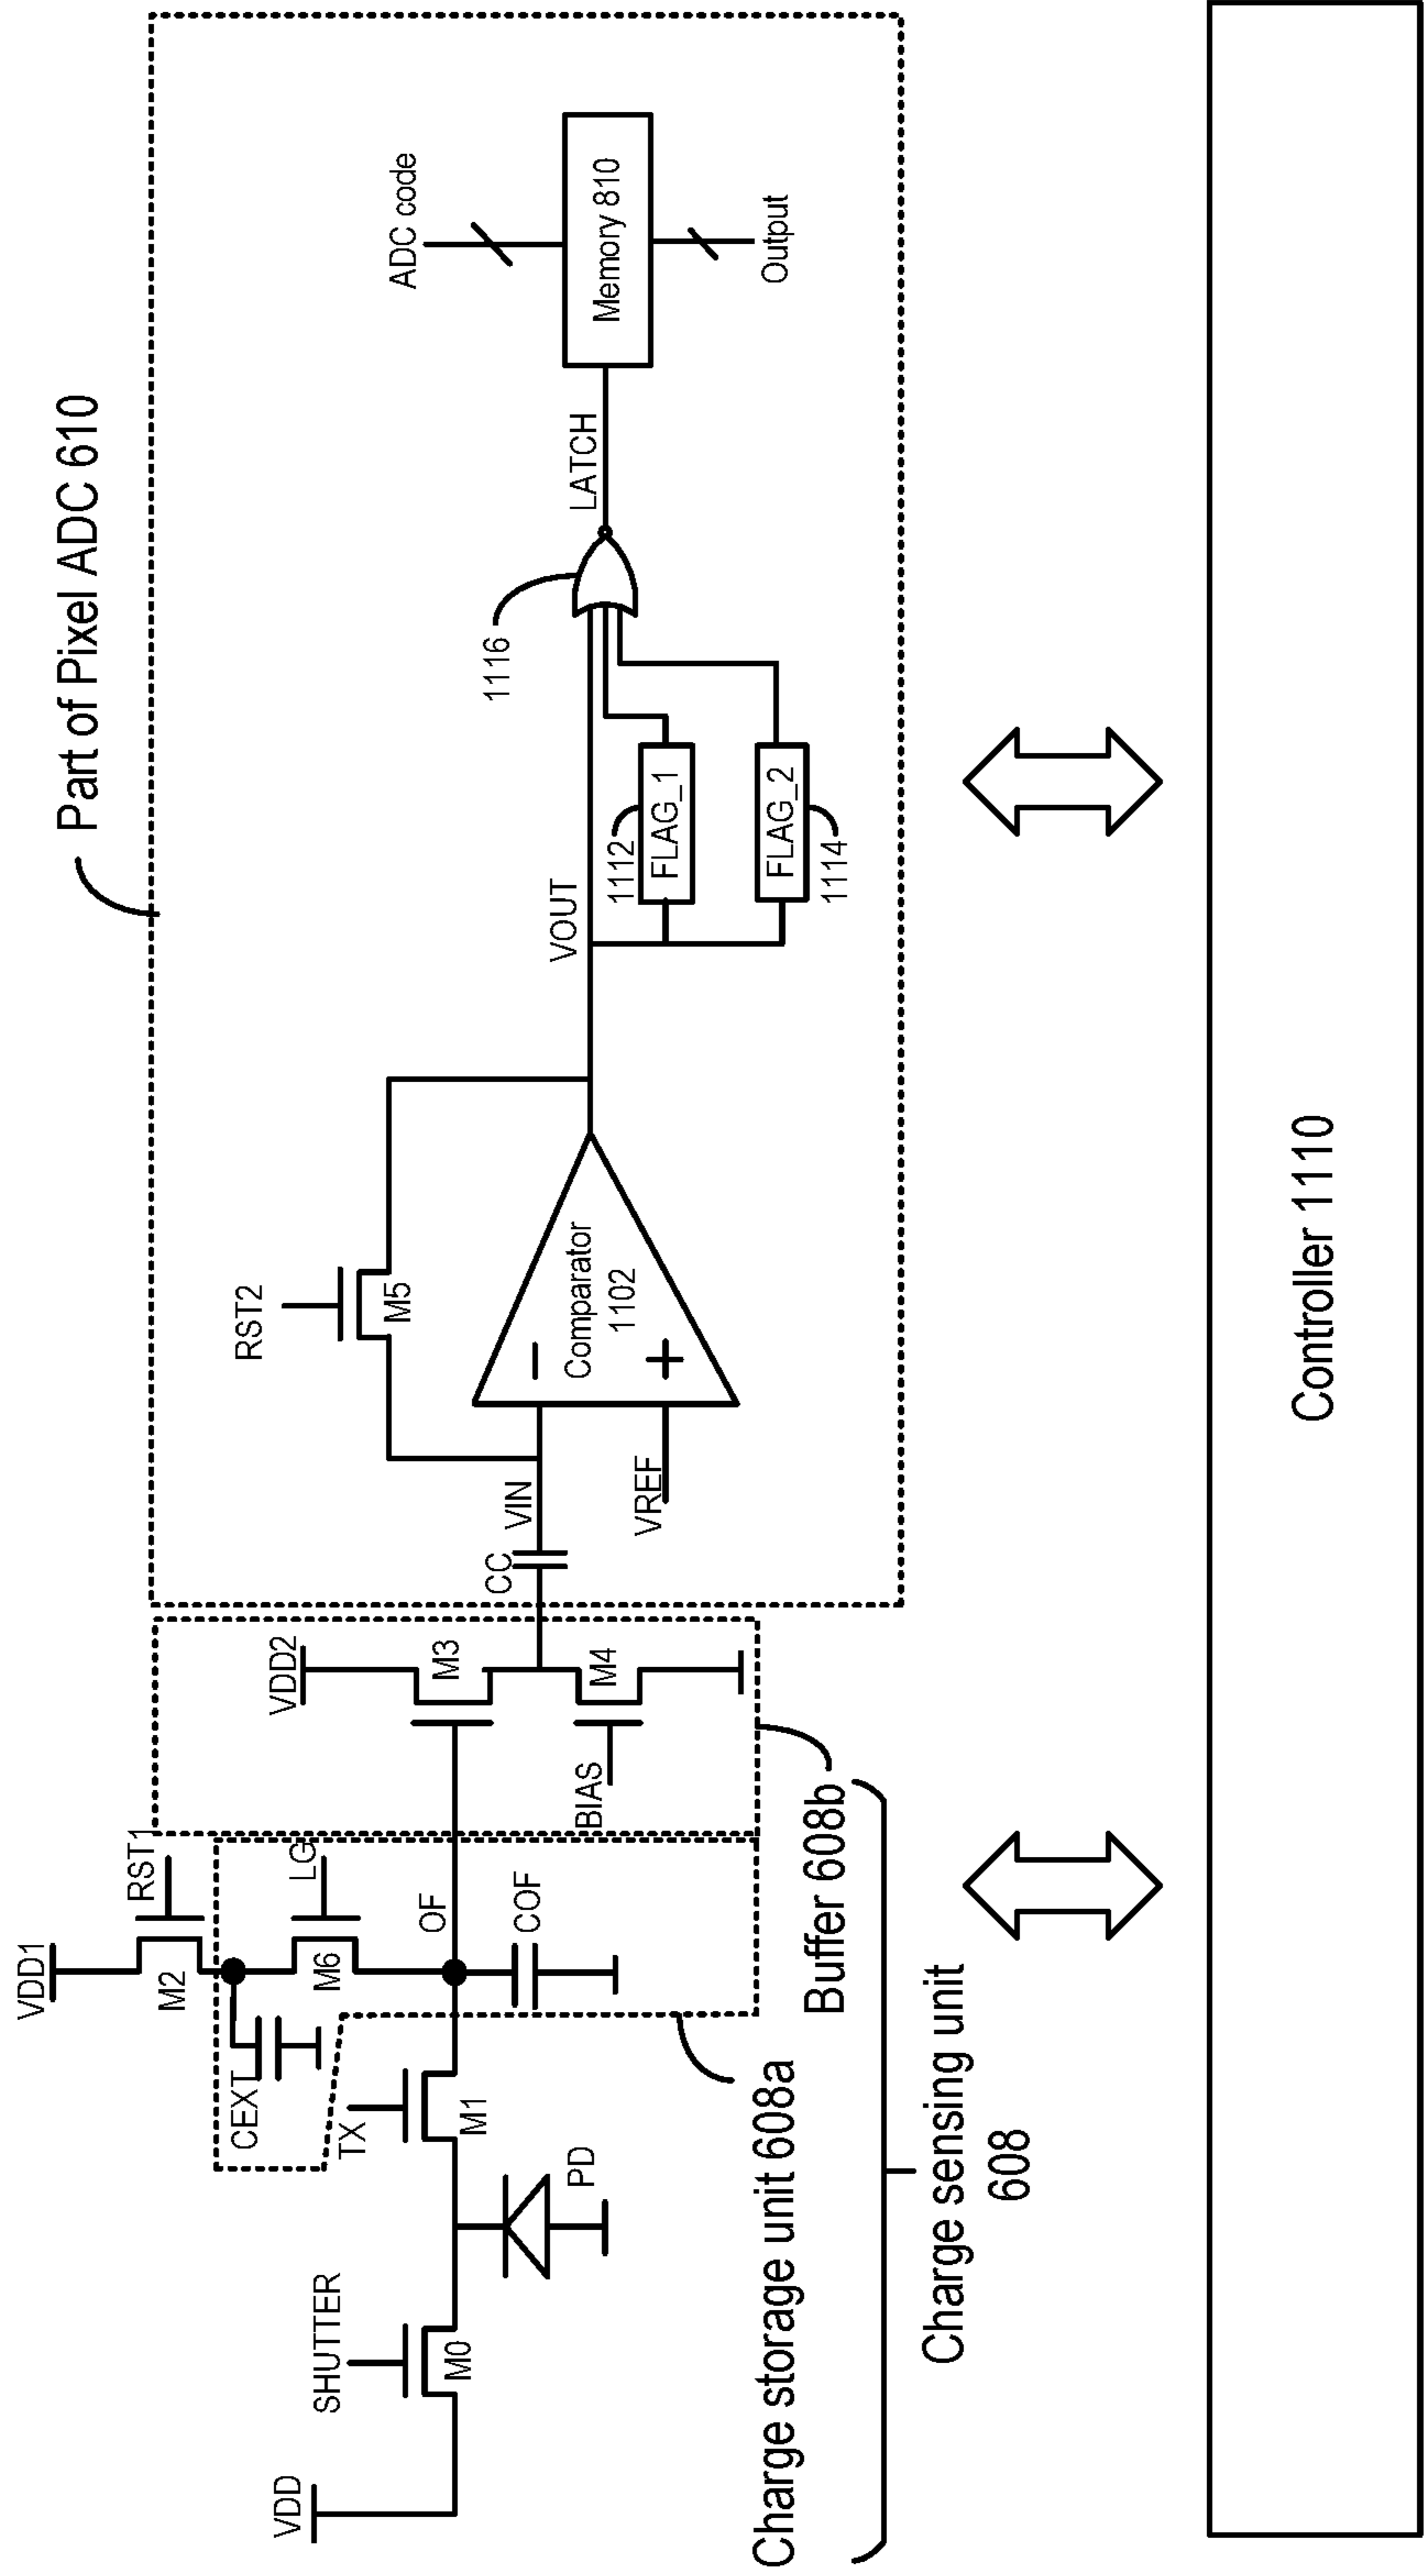 Part of Pixel ADC 610
VDD
SHUTTER
M0
PD
TX
M1
VDD1
RST1
M2
CEXT
LG
M6
OF
COF
VDD2
M3
BIAS
M4
CC
VIN
VREF
RST2
M5
Comparator
1102
VOUT
1112
FLAG_1
FLAG_2
1114
1116
LATCH
ADC code
Memory 810
Output
Charge storage unit 608a
Buffer 608b
Charge sensing unit
608
Controller 1110